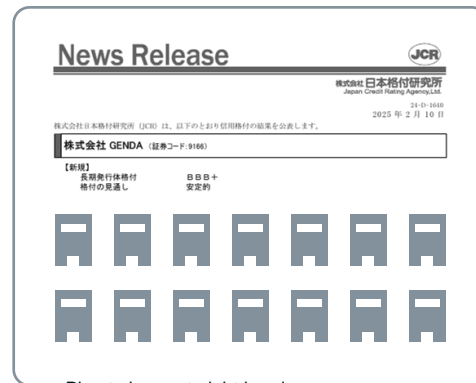 News Release
JCR
株式会社 日本格付研究所
Japan Credit Rating Agency,Ltd.
24-D-1640
2025 年 2 月 10 日
株式会社日本格付研究所 (JCR) は、以下のとおり信用格付の結果を公表します。
株式会社 GENDA (証券コード:9166)
【新規】
長期発行体格付 BBB+
格付の見通し 安定的